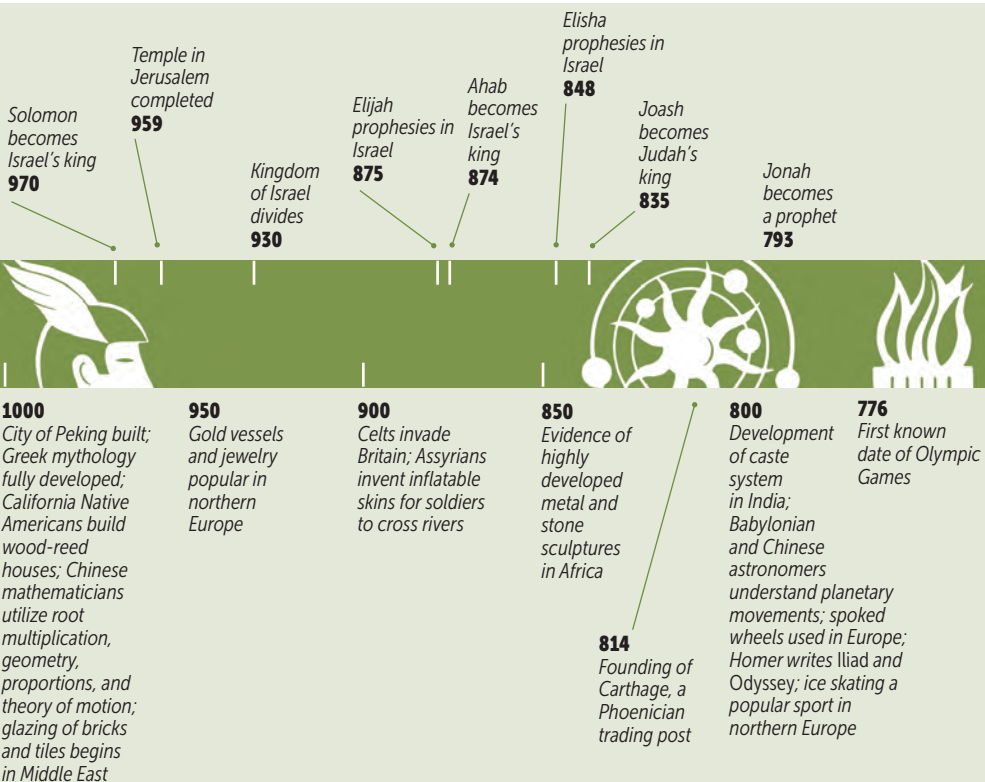 Solomon
becomes
Israel's king
970
Temple in
Jerusalem
completed
959
Kingdom
of Israel
divides
930
Elijah
prophesies in
Israel
875
Ahab
becomes
Israel's
king
874
Elisha
prophesies in
Israel
848
Joash
becomes
Judah's
king
835
Jonah
becomes
a prophet
793
1000
City of Peking built;
Greek mythology
fully developed;
California Native
Americans build
wood-reed
houses; Chinese
mathematicians
utilize root
multiplication,
geometry,
proportions, and
theory of motion;
glazing of bricks
and tiles begins
in Middle East
950
Gold vessels
and jewelry
popular in
northern
Europe
900
Celts invade
Britain; Assyrians
invent inflatable
skins for soldiers
to cross rivers
850
Evidence of
highly
developed
metal and
stone
sculptures
in Africa
814
Founding of
Carthage, a
Phoenician
trading post
800
Development
of caste
system
in India;
Babylonian
and Chinese
astronomers
understand planetary
movements; spoked
wheels used in Europe;
Homer writes Iliad and
Odyssey; ice skating a
popular sport in
northern Europe
776
First known
date of Olympic
Games